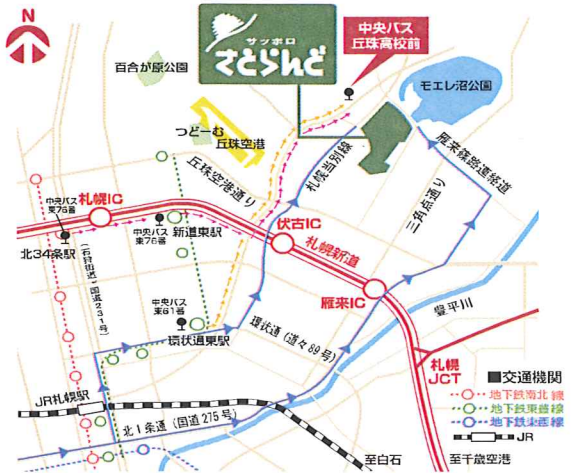 N
サッポロ
さとらんど
中央バス
丘珠高校前
百合が原公園
モエレ沼公園
つどーむ
丘珠空港
丘珠空港通り
札幌当別線
雁来篠路連絡道
三角点通り
中央バス
東76番
札幌IC
北34条駅
中央バス
東76番
新道東駅
伏古IC
札幌新道
雁来IC
(石狩街道・国道231号)
中央バス
東61番
環状通東駅
環状通(道々89号)
豊平川
札幌
JCT
JR札幌駅
北1条通(国道275号)
至白石
至千歳空港
交通機関
地下鉄南北線
地下鉄東豊線
地下鉄東西線
JR